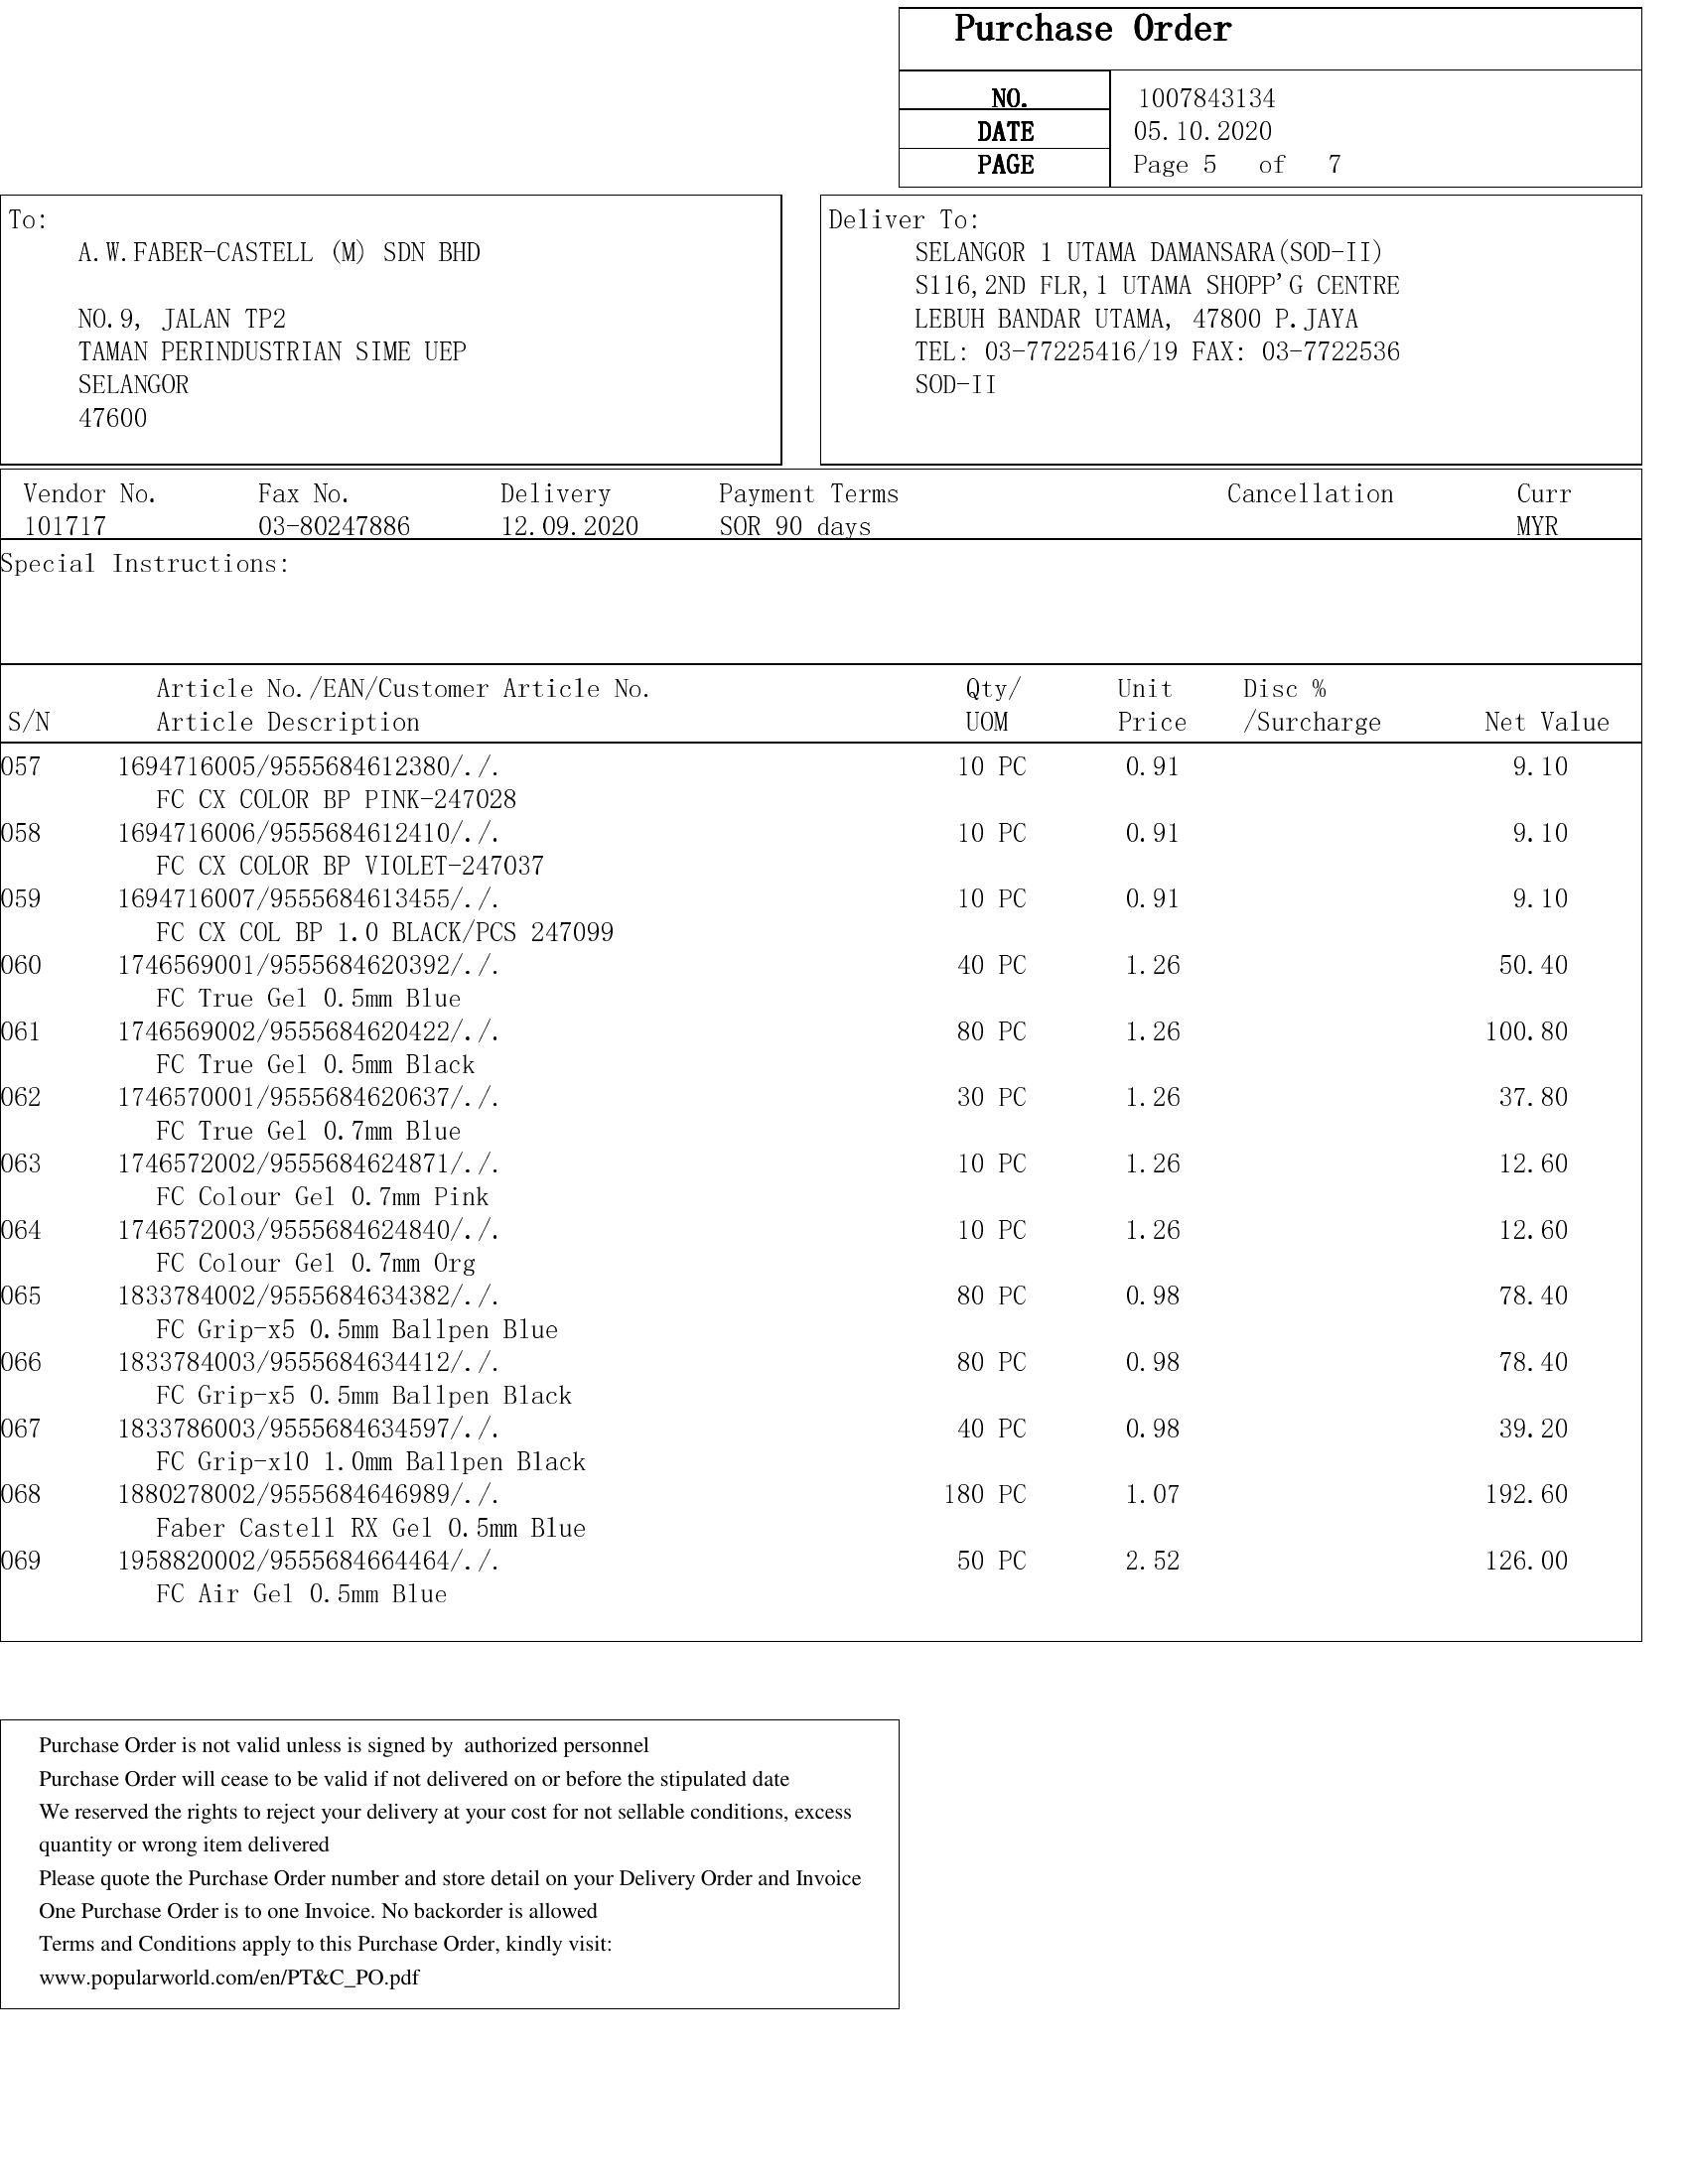 Purchase Order
NO. 1007843134
DATE 05.10.2020
PAGE Page 5 of 7
To:
A.W.FABER-CASTELL (M) SDN BHD
NO.9, JALAN TP2
TAMAN PERINDUSTRIAN SIME UEP
SELANGOR
47600
Deliver To:
SELANGOR 1 UTAMA DAMANSARA(SOD-II)
S116,2ND FLR,1 UTAMA SHOPP'G CENTRE
LEBUH BANDAR UTAMA, 47800 P.JAYA
TEL: 03-77225416/19 FAX: 03-7722536
SOD-II
Vendor No. Fax No. Delivery Payment Terms Cancellation Curr
101717 03-80247886 12.09.2020 SOR 90 days MYR
Special Instructions:
Article No./EAN/Customer Article No. Qty/ Unit Disc %
S/N Article Description UOM Price /Surcharge Net Value
057 1694716005/9555684612380/./. 10 PC 0.91 9.10
FC CX COLOR BP PINK-247028
058 1694716006/9555684612410/./. 10 PC 0.91 9.10
FC CX COLOR BP VIOLET-247037
059 1694716007/9555684613455/./. 10 PC 0.91 9.10
FC CX COL BP 1.0 BLACK/PCS 247099
060 1746569001/9555684620392/./. 40 PC 1.26 50.40
FC True Gel 0.5mm Blue
061 1746569002/9555684620422/./. 80 PC 1.26 100.80
FC True Gel 0.5mm Black
062 1746570001/9555684620637/./. 30 PC 1.26 37.80
FC True Gel 0.7mm Blue
063 1746572002/9555684624871/./. 10 PC 1.26 12.60
FC Colour Gel 0.7mm Pink
064 1746572003/9555684624840/./. 10 PC 1.26 12.60
FC Colour Gel 0.7mm Org
065 1833784002/9555684634382/./. 80 PC 0.98 78.40
FC Grip-x5 0.5mm Ballpen Blue
066 1833784003/9555684634412/./. 80 PC 0.98 78.40
FC Grip-x5 0.5mm Ballpen Black
067 1833786003/9555684634597/./. 40 PC 0.98 39.20
FC Grip-x10 1.0mm Ballpen Black
068 1880278002/9555684646989/./. 180 PC 1.07 192.60
Faber Castell RX Gel 0.5mm Blue
069 1958820002/9555684664464/./. 50 PC 2.52 126.00
FC Air Gel 0.5mm Blue
Purchase Order is not valid unless is signed by authorized personnel
Purchase Order will cease to be valid if not delivered on or before the stipulated date
We reserved the rights to reject your delivery at your cost for not sellable conditions, excess
quantity or wrong item delivered
Please quote the Purchase Order number and store detail on your Delivery Order and Invoice
One Purchase Order is to one Invoice. No backorder is allowed
Terms and Conditions apply to this Purchase Order, kindly visit:
www.popularworld.com/en/PT&C_PO.pdf